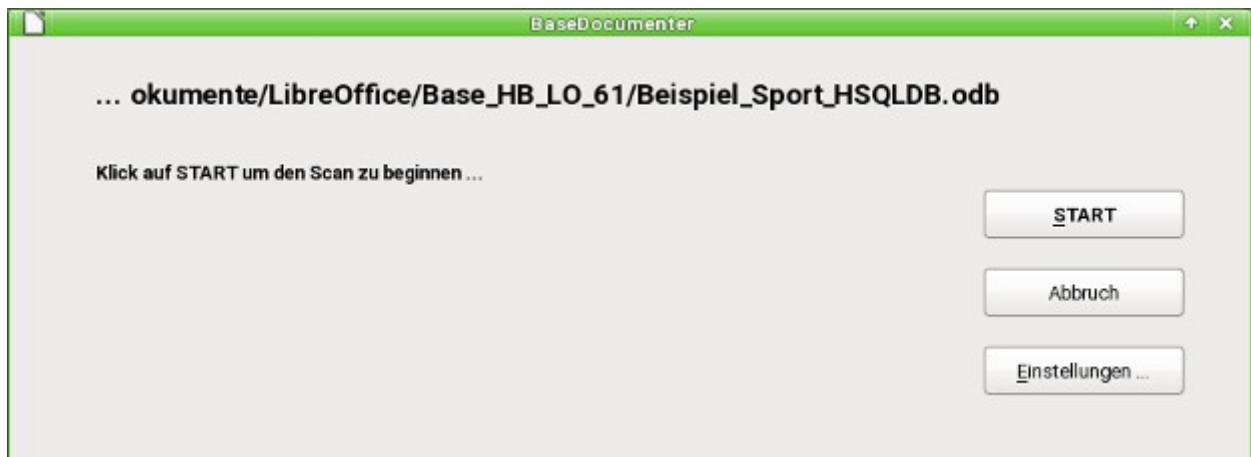 BaseDocumenter
... okumente/LibreOffice/Base_HB_LO_61/Beispiel_Sport_HSQLDB.odb
Klick auf START um den Scan zu beginnen ...
START
Abbruch
Einstellungen ...